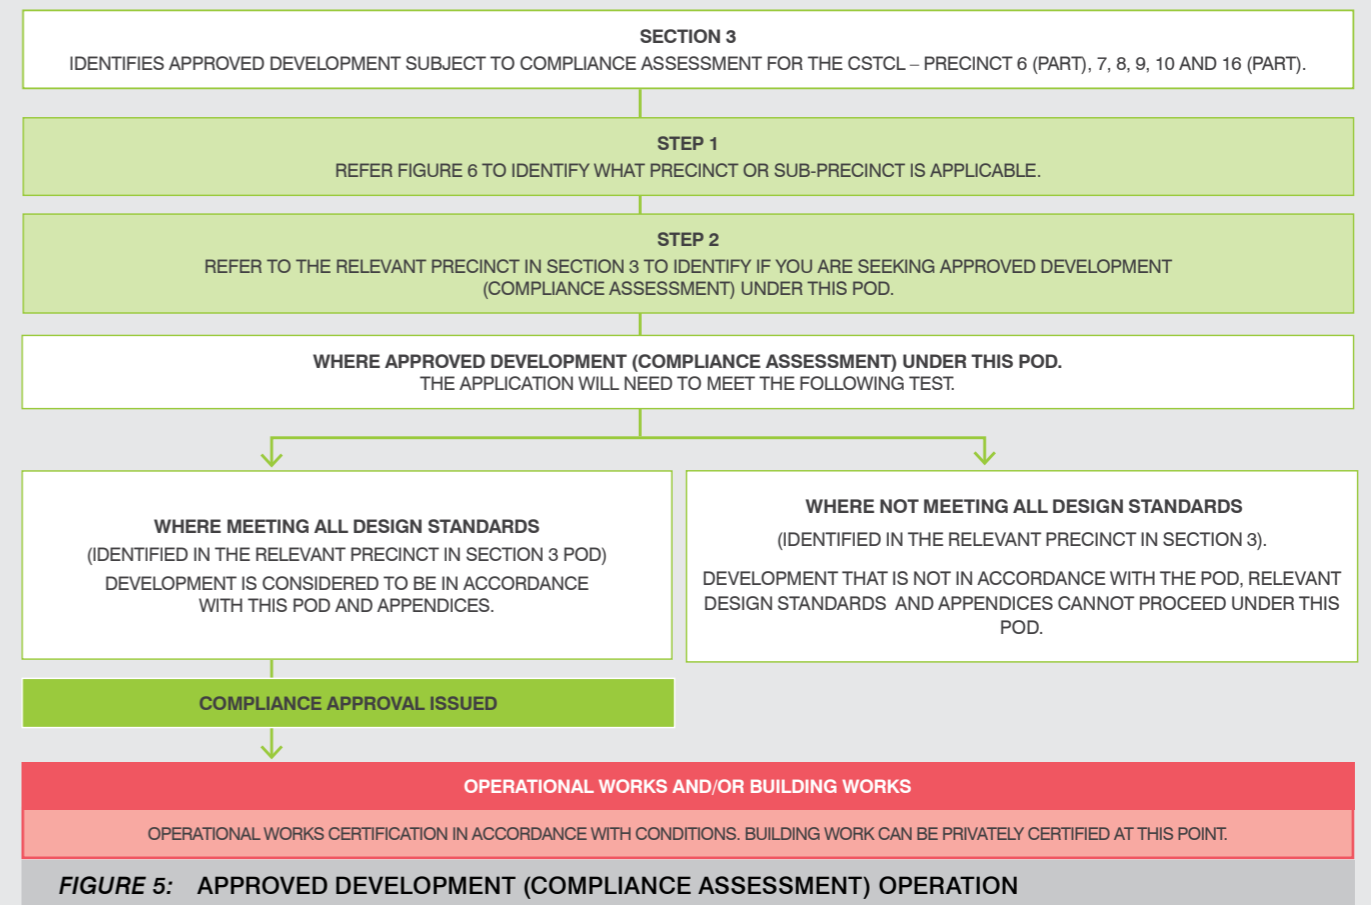 SECTION 3
IDENTIFIES APPROVED DEVELOPMENT SUBJECT TO COMPLIANCE ASSESSMENT FOR THE CSTCL – PRECINCT 6 (PART), 7, 8, 9, 10 AND 16 (PART).
STEP 1
REFER FIGURE 6 TO IDENTIFY WHAT PRECINCT OR SUB-PRECINCT IS APPLICABLE.
STEP 2
REFER TO THE RELEVANT PRECINCT IN SECTION 3 TO IDENTIFY IF YOU ARE SEEKING APPROVED DEVELOPMENT
(COMPLIANCE ASSESSMENT) UNDER THIS POD.
WHERE APPROVED DEVELOPMENT (COMPLIANCE ASSESSMENT) UNDER THIS POD.
THE APPLICATION WILL NEED TO MEET THE FOLLOWING TEST.
WHERE MEETING ALL DESIGN STANDARDS
(IDENTIFIED IN THE RELEVANT PRECINCT IN SECTION 3 POD)
DEVELOPMENT IS CONSIDERED TO BE IN ACCORDANCE
WITH THIS POD AND APPENDICES.
WHERE NOT MEETING ALL DESIGN STANDARDS
(IDENTIFIED IN THE RELEVANT PRECINCT IN SECTION 3).
DEVELOPMENT THAT IS NOT IN ACCORDANCE WITH THE POD, RELEVANT
DESIGN STANDARDS AND APPENDICES CANNOT PROCEED UNDER THIS
POD.
COMPLIANCE APPROVAL ISSUED
OPERATIONAL WORKS AND/OR BUILDING WORKS
OPERATIONAL WORKS CERTIFICATION IN ACCORDANCE WITH CONDITIONS. BUILDING WORK CAN BE PRIVATELY CERTIFIED AT THIS POINT.
FIGURE 5: APPROVED DEVELOPMENT (COMPLIANCE ASSESSMENT) OPERATION